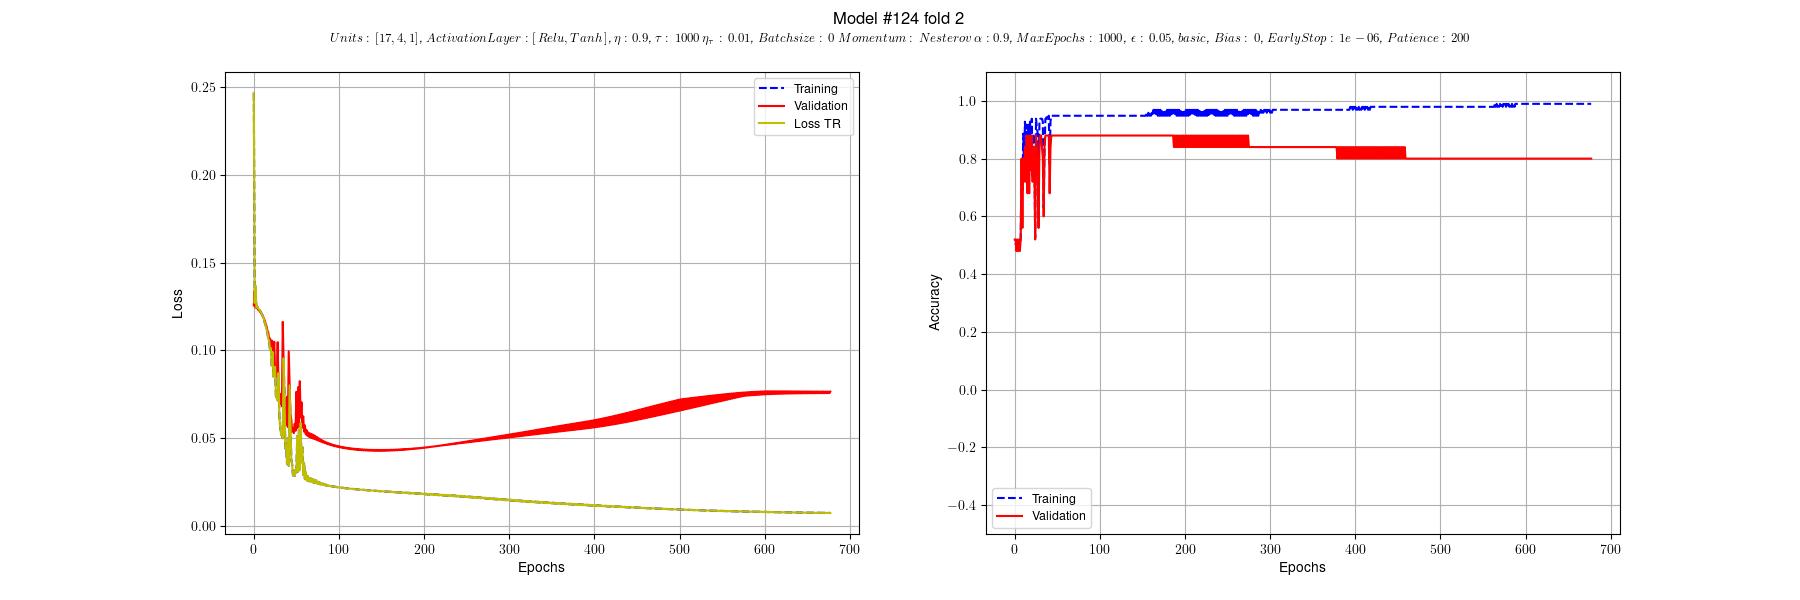 Model #124 fold 2
Units : [17, 4, 1], ActivationLayer : [Relu, Tanh], η : 0.9, τ : 1000 η_τ : 0.01, Batchsize : 0 Momentum : Nesterov α : 0.9, MaxEpochs : 1000, ϵ : 0.05, basic, Bias : 0, EarlyStop : 1e − 06, Patience : 200
0.25
0.20
0.15
0.10
0.05
0.00
Loss
0 100 200 300 400 500 600 700
Epochs
Training
Validation
Loss TR
1.0
0.8
0.6
0.4
0.2
0.0
−0.2
−0.4
Accuracy
0 100 200 300 400 500 600 700
Epochs
Training
Validation